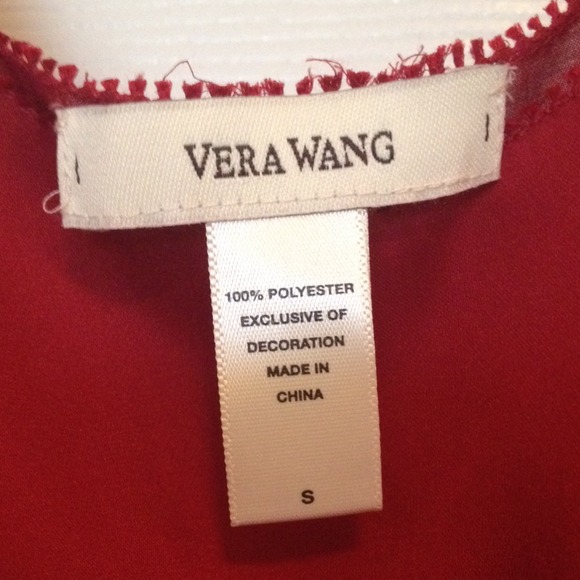 VERA WANG
100% POLYESTER
EXCLUSIVE OF
DECORATION
MADE IN
CHINA
S